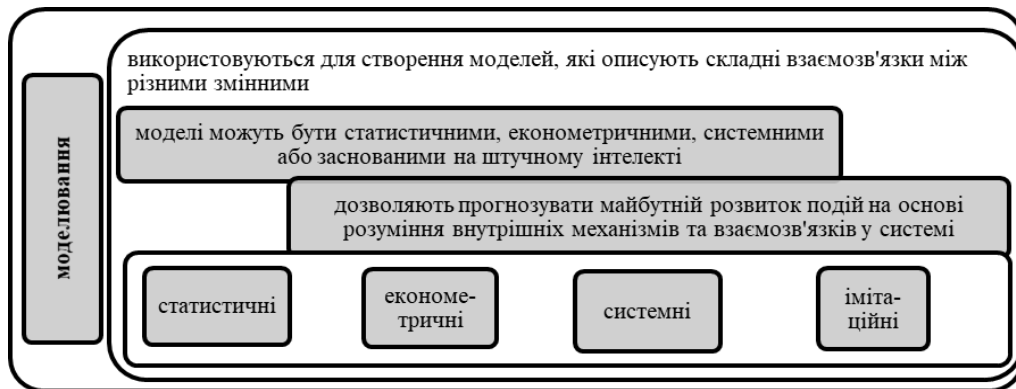 моделювання
використовуються для створення моделей, які описують складні взаємозв'язки між
різними змінними
моделі можуть бути статистичними, економетричними, системними
або заснованими на штучному інтелекті
дозволяють прогнозувати майбутній розвиток подій на основі
розуміння внутрішніх механізмів та взаємозв'язків у системі
статистичні
економе-
тричні
системні
іміта-
ційні